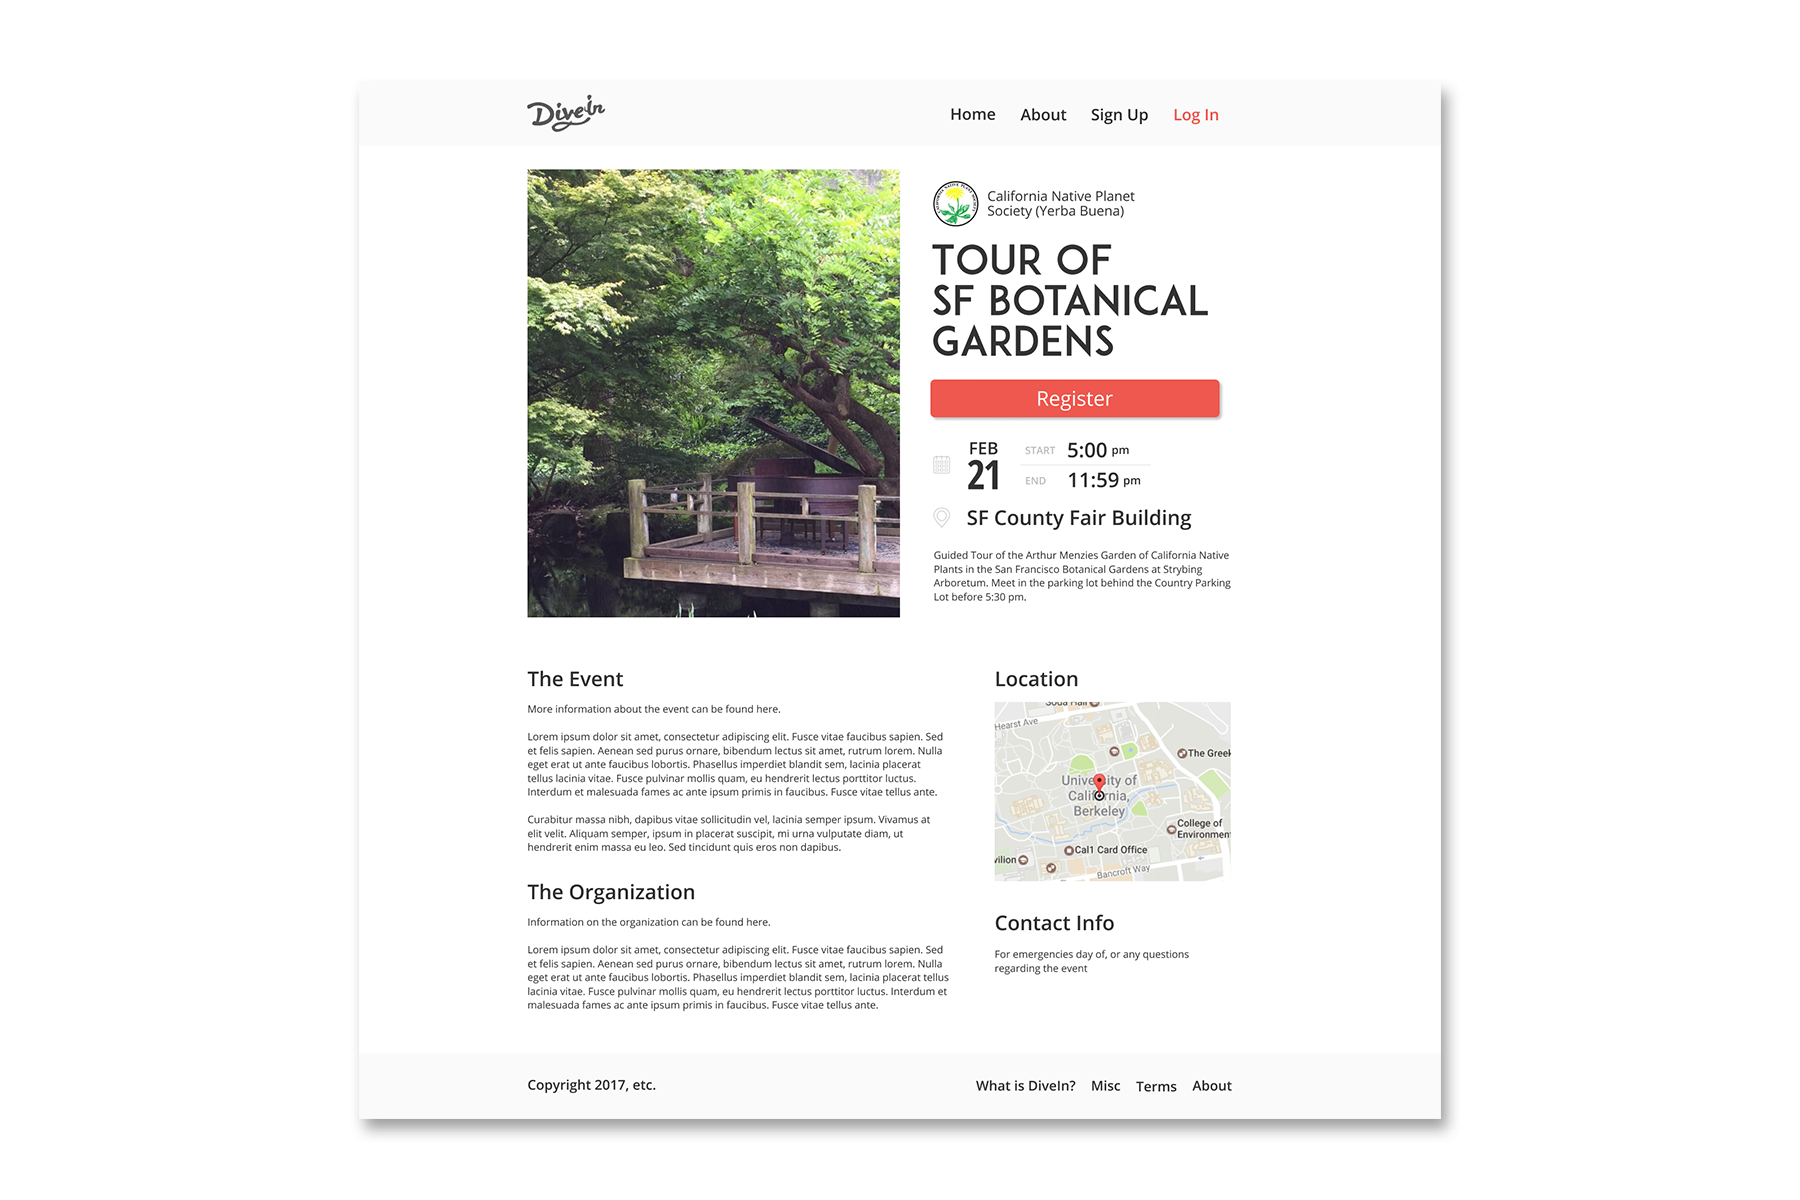 DiveIn
Home About Sign Up Log In
California Native Planet
Society (Yerba Buena)
TOUR OF
SF BOTANICAL
GARDENS
Register
FEB
21
START 5:00 pm
END 11:59 pm
SF County Fair Building
Guided Tour of the Arthur Menzies Garden of California Native
Plants in the San Francisco Botanical Gardens at Strybing
Arboretum. Meet in the parking lot behind the Country Parking
Lot before 5:30 pm.
The Event
More information about the event can be found here.
Lorem ipsum dolor sit amet, consectetur adipiscing elit. Fusce vitae faucibus sapien. Sed
et felis sapien. Aenean sed purus ornare, bibendum lectus sit amet, rutrum lorem. Nulla
eget erat ut ante faucibus lobortis. Phasellus imperdiet blandit sem, lacinia placerat
tellus lacinia vitae. Fusce pulvinar mollis quam, eu hendrerit lectus porttitor luctus.
Interdum et malesuada fames ac ante ipsum primis in faucibus. Fusce vitae tellus ante.
Curabitur massa nibh, dapibus vitae sollicitudin vel, lacinia semper ipsum. Vivamus at
elit velit. Aliquam semper, ipsum in placerat suscipit, mi urna vulputate diam, ut
hendrerit enim massa eu leo. Sed tincidunt quis eros non dapibus.
The Organization
Information on the organization can be found here.
Lorem ipsum dolor sit amet, consectetur adipiscing elit. Fusce vitae faucibus sapien. Sed
et felis sapien. Aenean sed purus ornare, bibendum lectus sit amet, rutrum lorem. Nulla
eget erat ut ante faucibus lobortis. Phasellus imperdiet blandit sem, lacinia placerat tellus
lacinia vitae. Fusce pulvinar mollis quam, eu hendrerit lectus porttitor luctus. Interdum et
malesuada fames ac ante ipsum primis in faucibus. Fusce vitae tellus ante.
Location
Soda Hall
Hearst Ave
The Greek
University of
California,
Berkeley
College of
Environment
Cal1 Card Office
vilion
Bancroft Way
Contact Info
For emergencies day of, or any questions
regarding the event
Copyright 2017, etc.
What is DiveIn? Misc Terms About